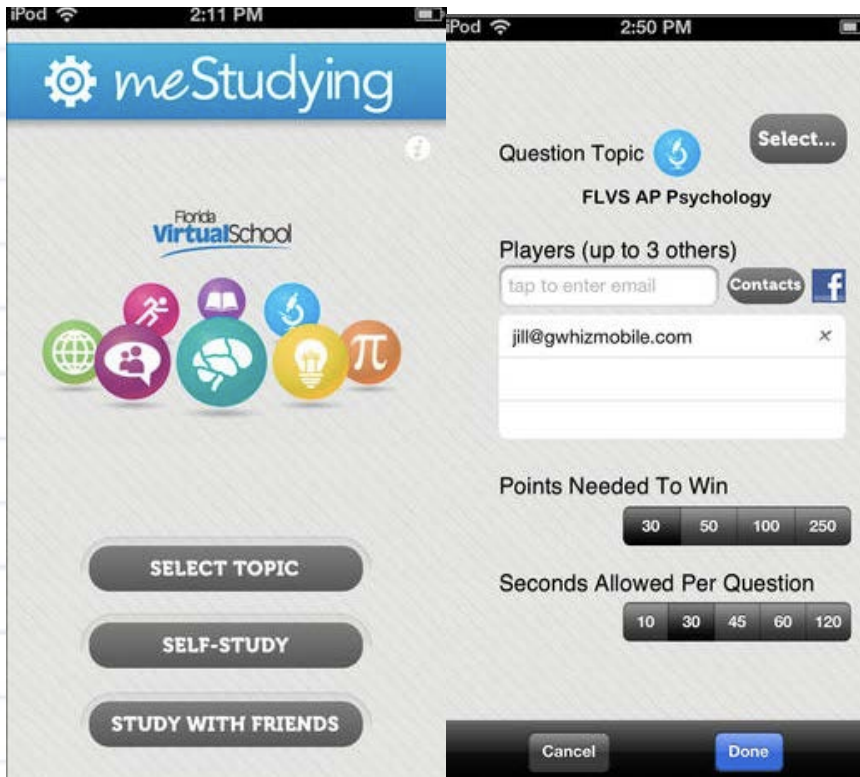 iPod 2:11 PM
meStudying
Florida
VirtualSchool
π
SELECT TOPIC
SELF-STUDY
STUDY WITH FRIENDS
iPod 2:50 PM
Select...
Question Topic
FLVS AP Psychology
Players (up to 3 others)
tap to enter email Contacts f
jill@gwhizmobile.com ×
Points Needed To Win
30 50 100 250
Seconds Allowed Per Question
10 30 45 60 120
Cancel Done